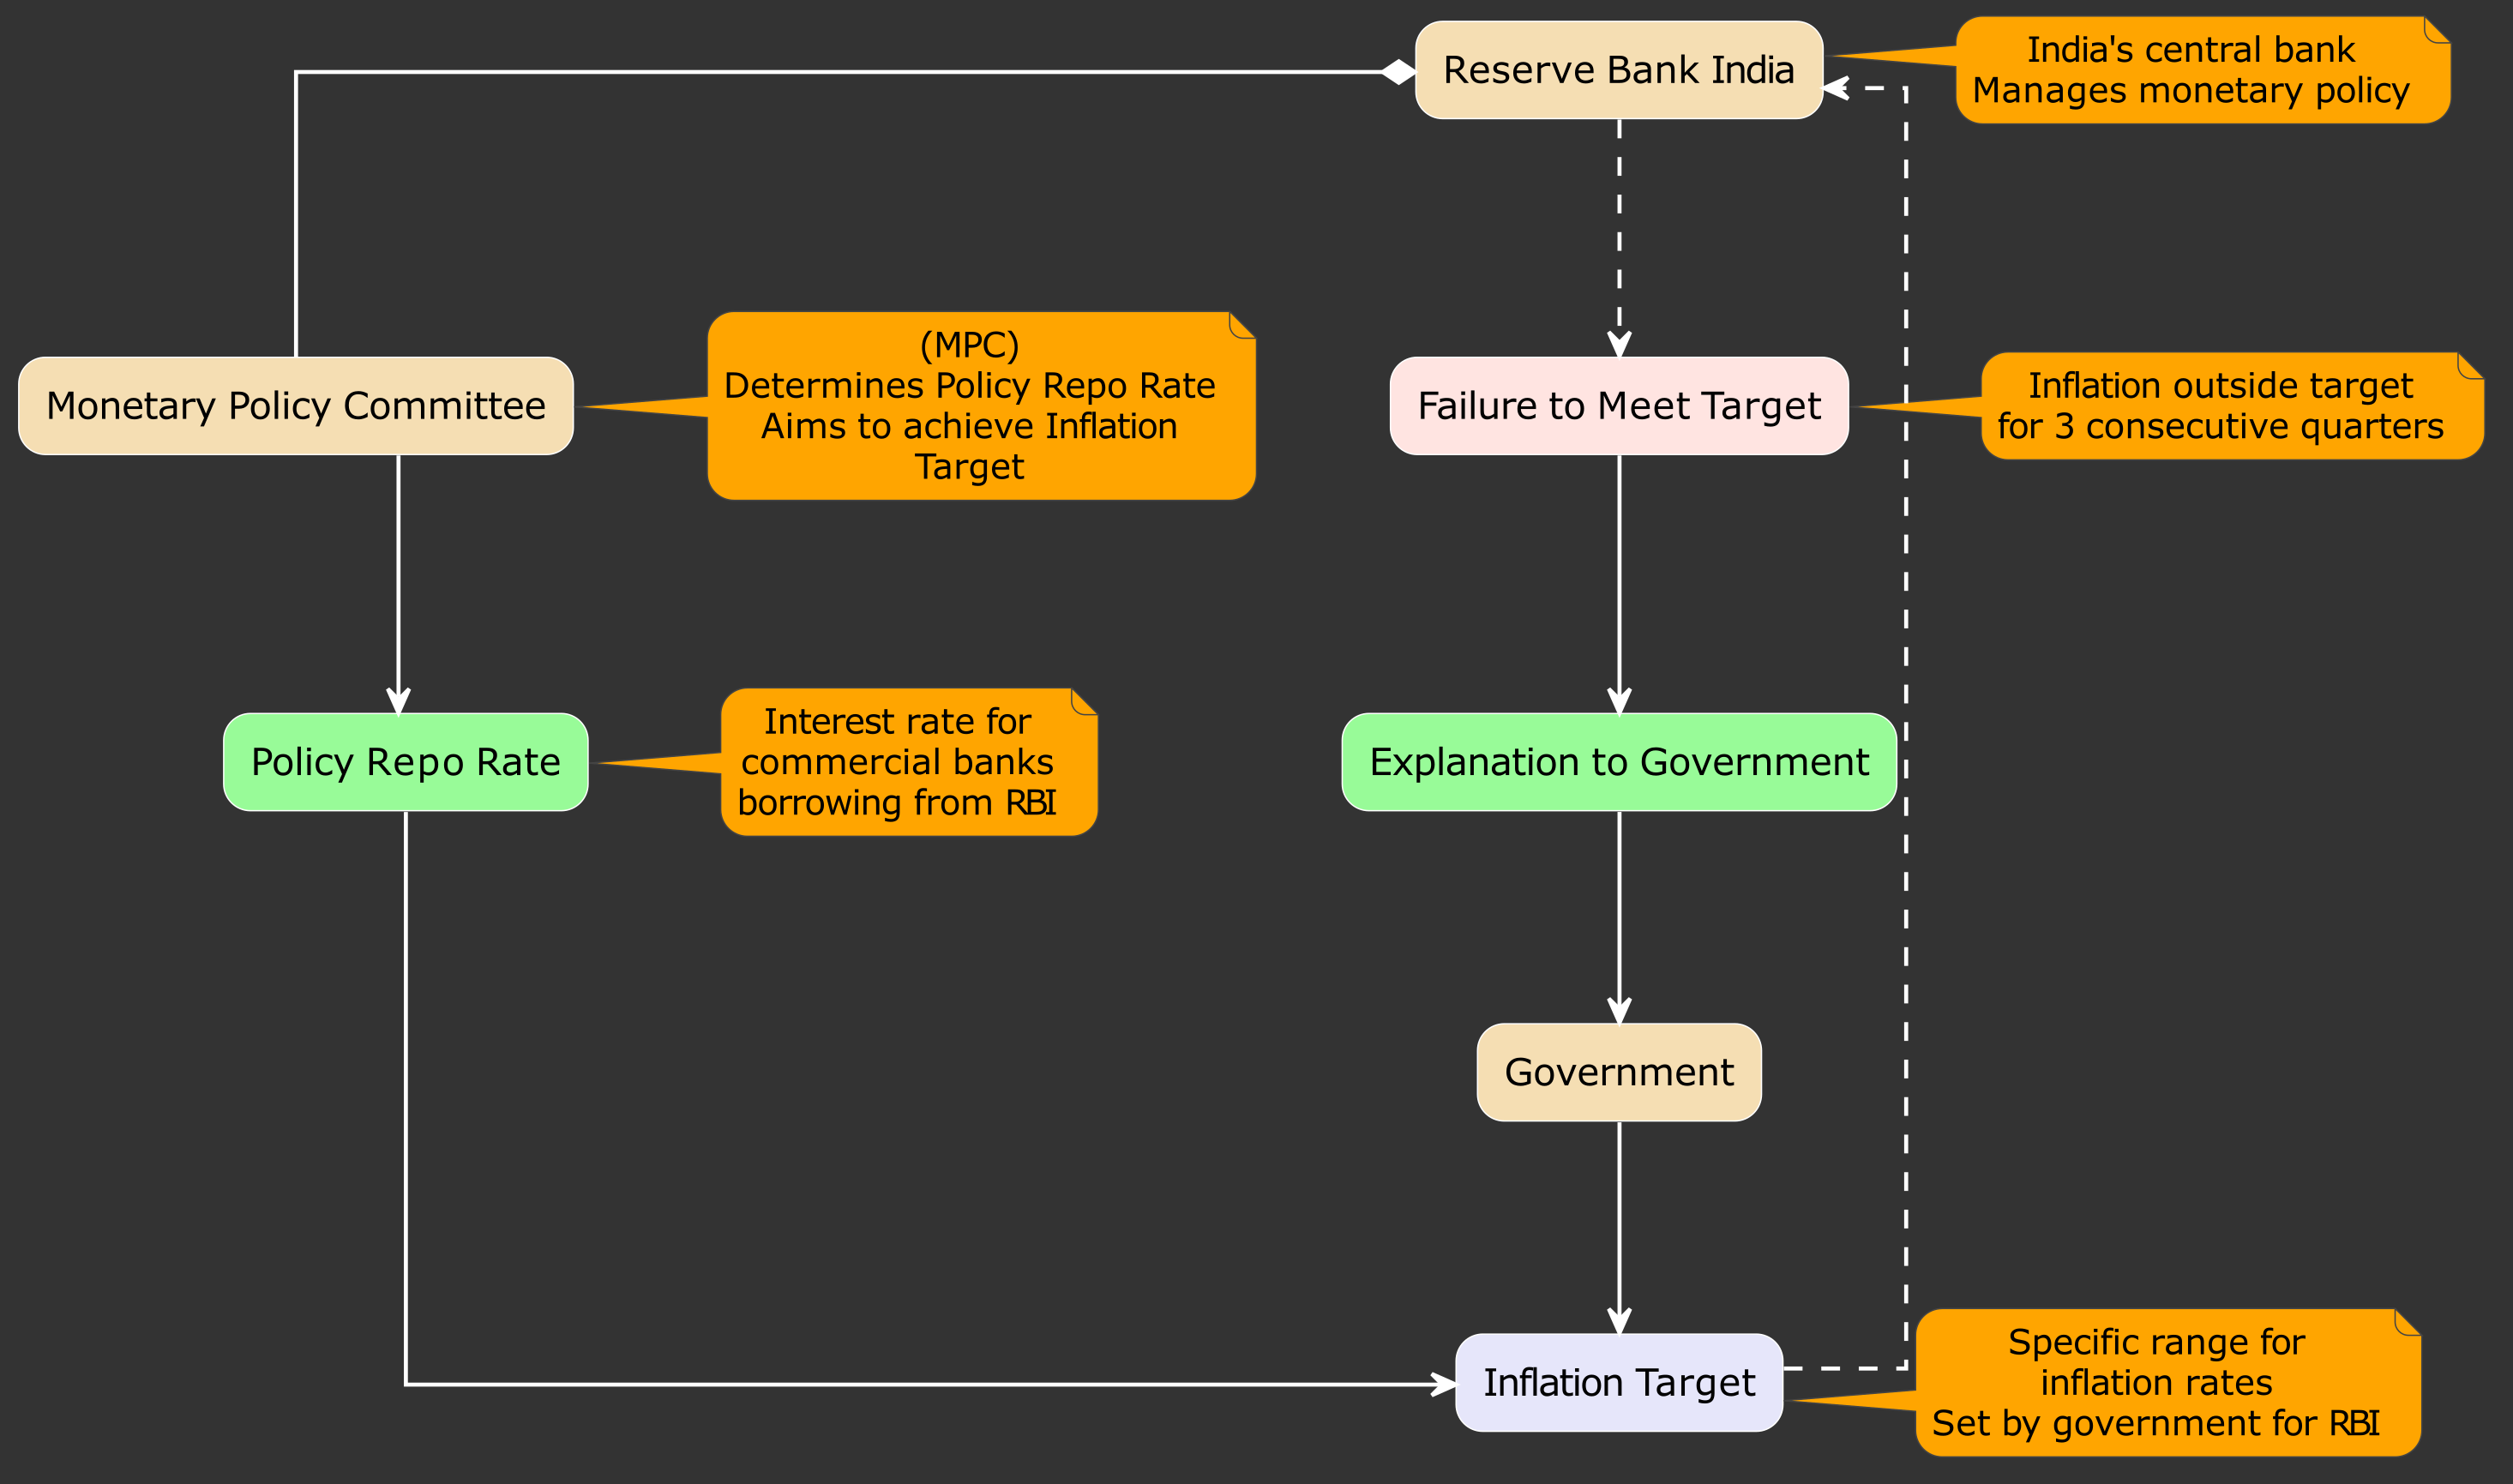 Reserve Bank India
India's central bank
Manages monetary policy
Monetary Policy Committee
(MPC)
Determines Policy Repo Rate
Aims to achieve Inflation
Target
Failure to Meet Target
Inflation outside target
for 3 consecutive quarters
Policy Repo Rate
Interest rate for
commercial banks
borrowing from RBI
Explanation to Government
Government
Inflation Target
Specific range for
inflation rates
Set by government for RBI